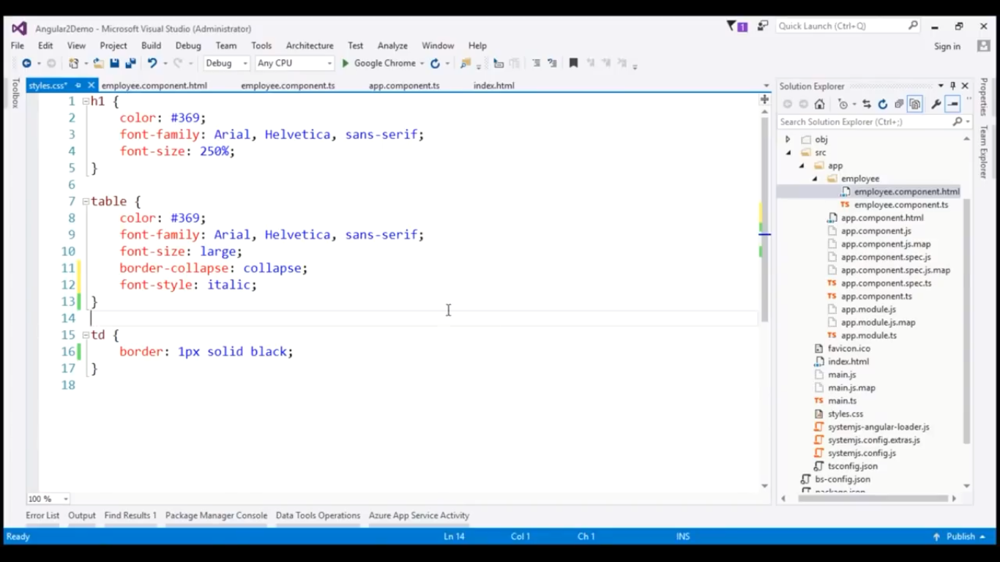 Angular2Demo - Microsoft Visual Studio (Administrator)
1
Quick Launch (Ctrl+Q)
File Edit View Project Build Debug Team Tools Architecture Test Analyze Window Help
Sign in
Debug Any CPU Google Chrome
Toolbox
styles.css* employee.component.html employee.component.ts app.component.ts index.html
1 h1 {
2 color: #369;
3 font-family: Arial, Helvetica, sans-serif;
4 font-size: 250%;
5 }
6
7 table {
8 color: #369;
9 font-family: Arial, Helvetica, sans-serif;
10 font-size: large;
11 border-collapse: collapse;
12 font-style: italic;
13 }
14
15 td {
16 border: 1px solid black;
17 }
18
100 %
Solution Explorer
Search Solution Explorer (Ctrl+;)
obj
src
app
employee
employee.component.html
employee.component.ts
app.component.html
app.component.js
app.component.js.map
app.component.spec.js
app.component.spec.js.map
app.component.spec.ts
app.component.ts
app.module.js
app.module.js.map
app.module.ts
favicon.ico
index.html
main.js
main.js.map
main.ts
styles.css
systemjs-angular-loader.js
systemjs.config.extras.js
systemjs.config.js
tsconfig.json
bs-config.json
package.json
Properties
Team Explorer
Error List Output Find Results 1 Package Manager Console Data Tools Operations Azure App Service Activity
Ready Ln 14 Col 1 Ch 1 INS Publish